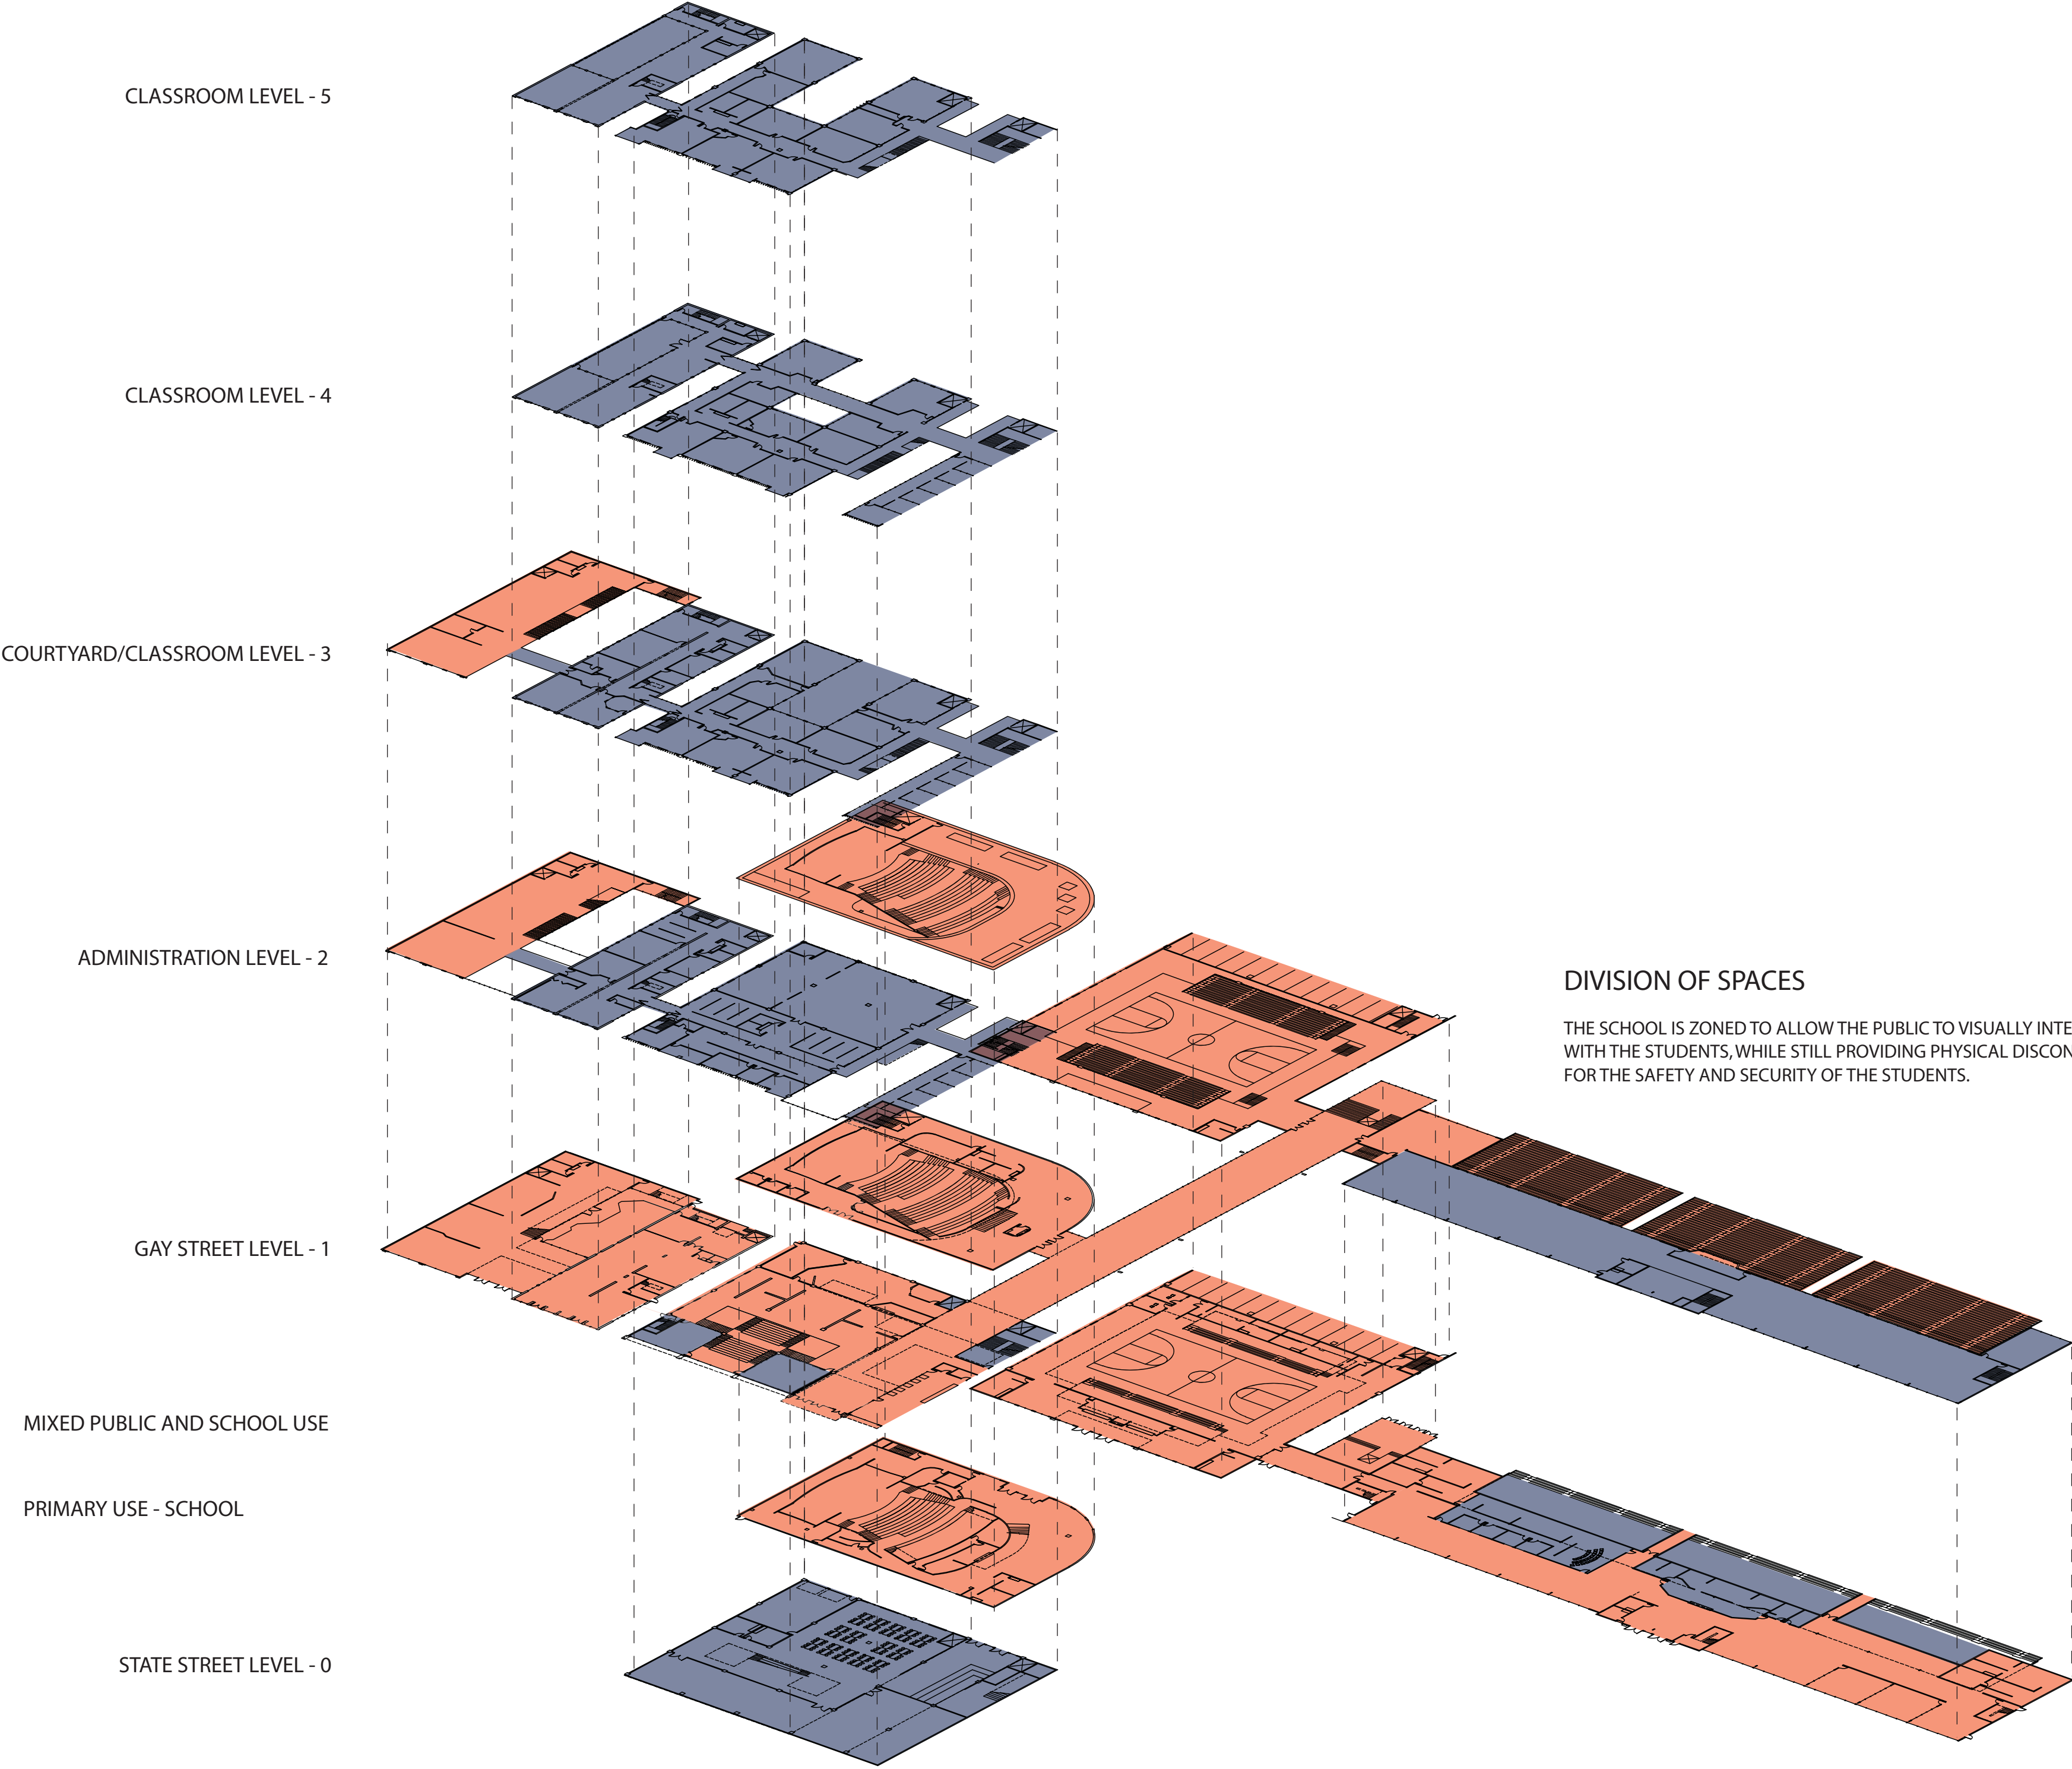 CLASSROOM LEVEL - 5
CLASSROOM LEVEL - 4
COURTYARD/CLASSROOM LEVEL - 3
ADMINISTRATION LEVEL - 2
DIVISION OF SPACES
THE SCHOOL IS ZONED TO ALLOW THE PUBLIC TO VISUALLY INTE
WITH THE STUDENTS, WHILE STILL PROVIDING PHYSICAL DISCON
FOR THE SAFETY AND SECURITY OF THE STUDENTS.
GAY STREET LEVEL - 1
MIXED PUBLIC AND SCHOOL USE
PRIMARY USE - SCHOOL
STATE STREET LEVEL - 0